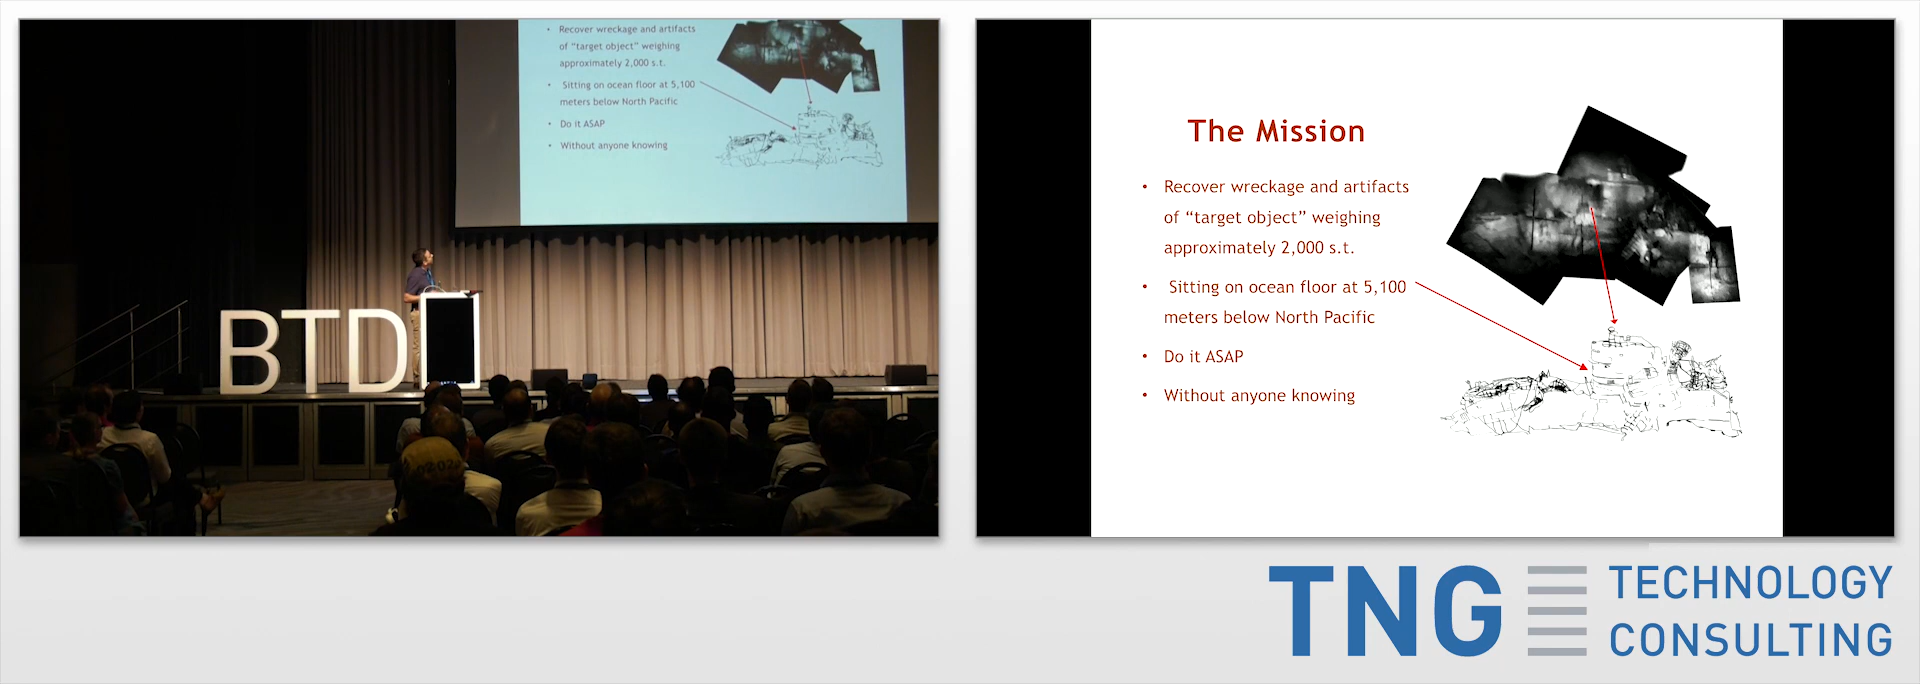 • Recover wreckage and artifacts
of “target object” weighing
approximately 2,000 s.t.
• Sitting on ocean floor at 5,100
meters below North Pacific
• Do it ASAP
• Without anyone knowing
BTD
The Mission
• Recover wreckage and artifacts
of “target object” weighing
approximately 2,000 s.t.
• Sitting on ocean floor at 5,100
meters below North Pacific
• Do it ASAP
• Without anyone knowing
TNG TECHNOLOGY
CONSULTING